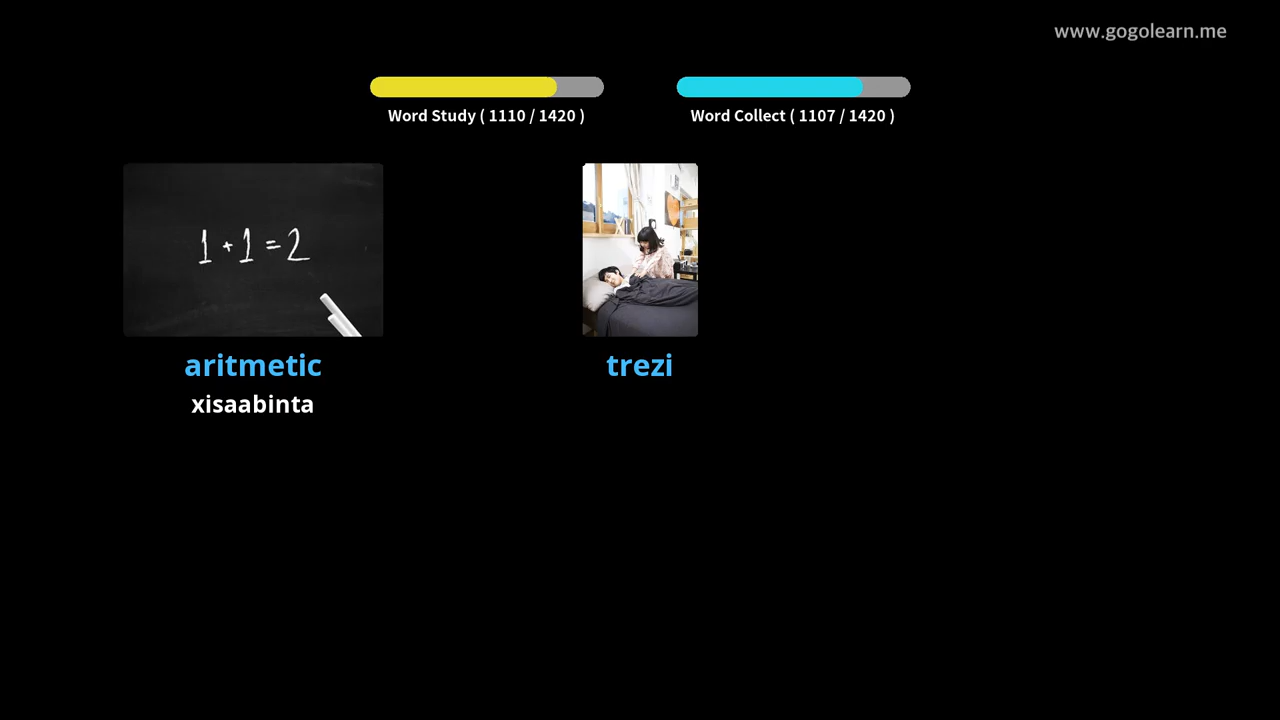 www.gogolearn.me
Word Study ( 1110 / 1420 )
Word Collect ( 1107 / 1420 )
1 + 1 = 2
aritmetic
trezi
xisaabinta